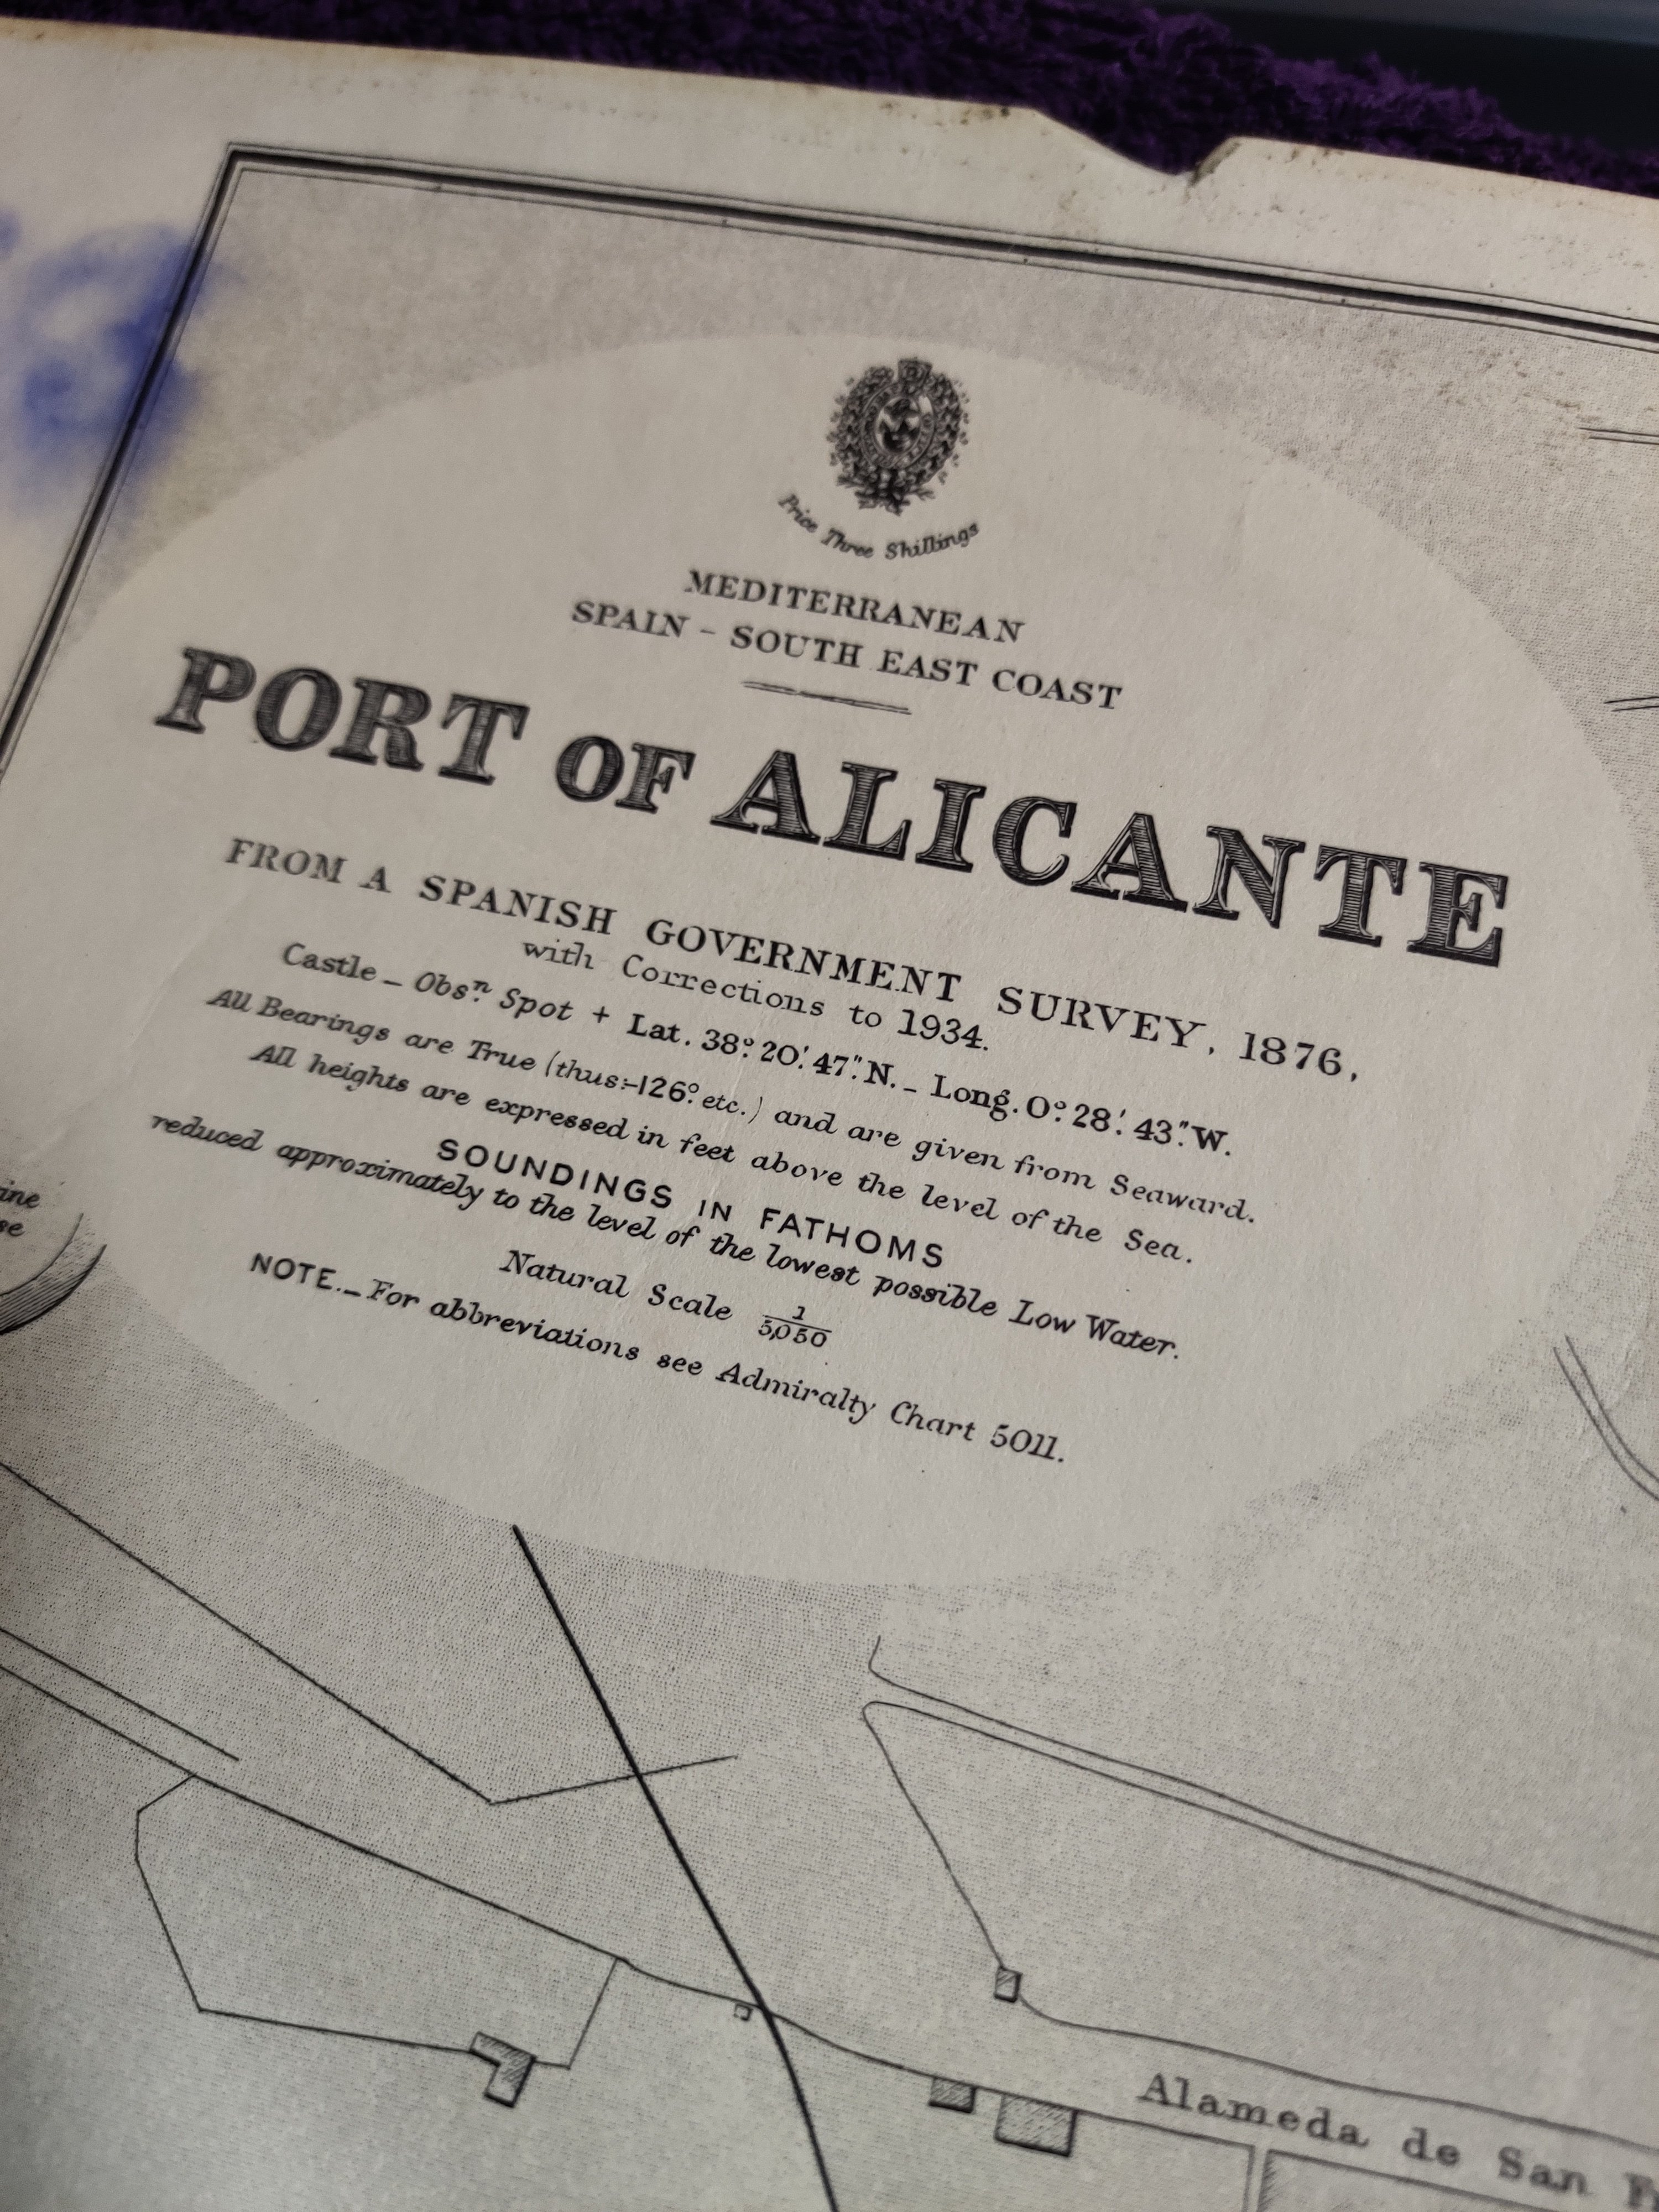 Price Three Shillings
MEDITERRANEAN
SPAIN - SOUTH EAST COAST
PORT OF ALICANTE
FROM A SPANISH GOVERNMENT SURVEY, 1876,
with Corrections to 1934.
Castle _ Obsⁿ. Spot + Lat. 38°. 20'. 47". N. _ Long. 0°. 28'. 43". W.
All Bearings are True (thus:-126° etc.) and are given from Seaward.
All heights are expressed in feet above the level of the Sea.
SOUNDINGS IN FATHOMS
reduced approximately to the level of the lowest possible Low Water.
Natural Scale 1/5,050
NOTE._ For abbreviations see Admiralty Chart 5011.
Alameda de San